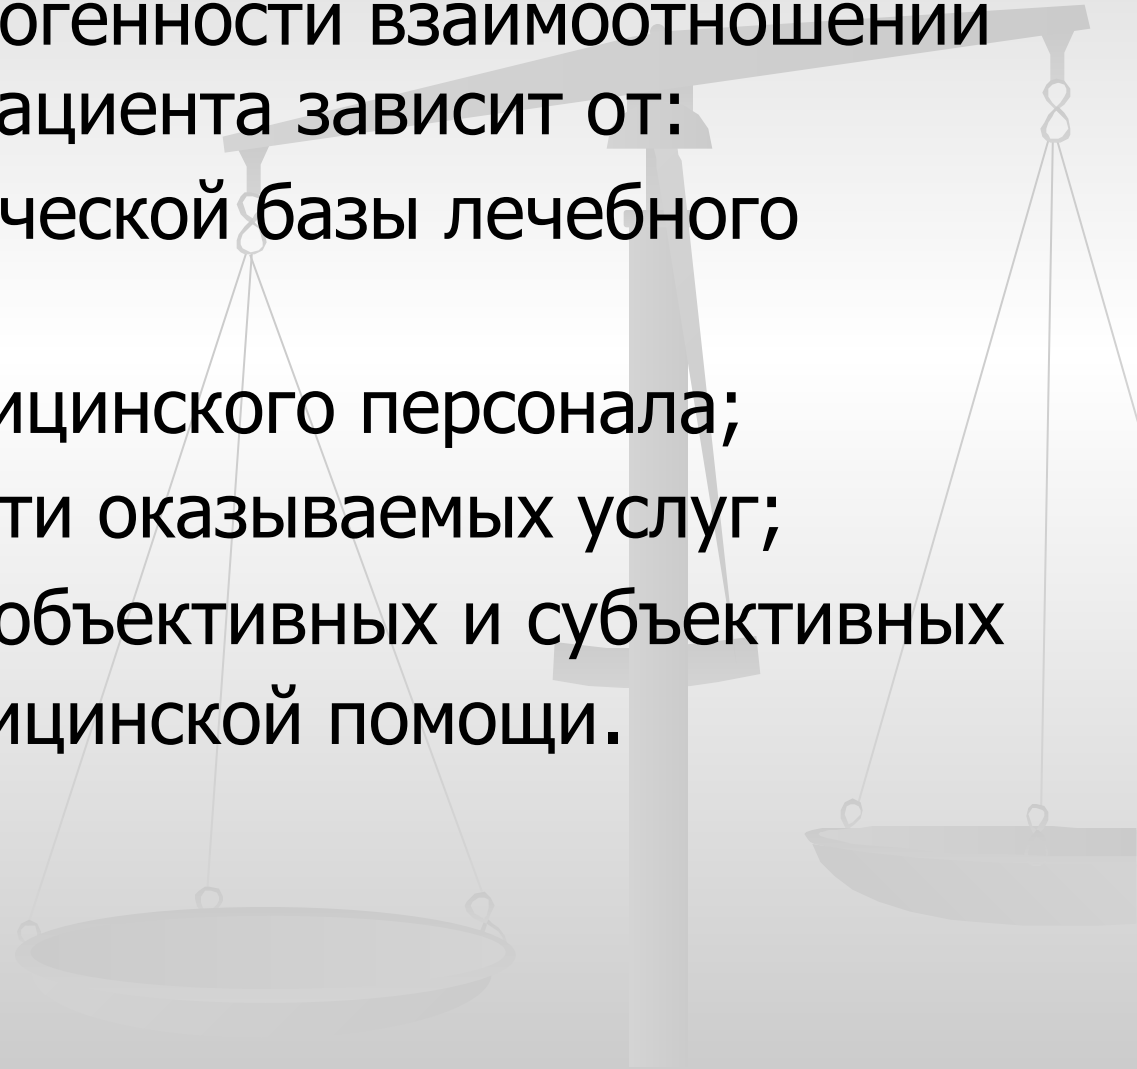 огенности взаимоотношений
ациента зависит от:
ческой базы лечебного
ицинского персонала;
ти оказываемых услуг;
объективных и субъективных
ицинской помощи.